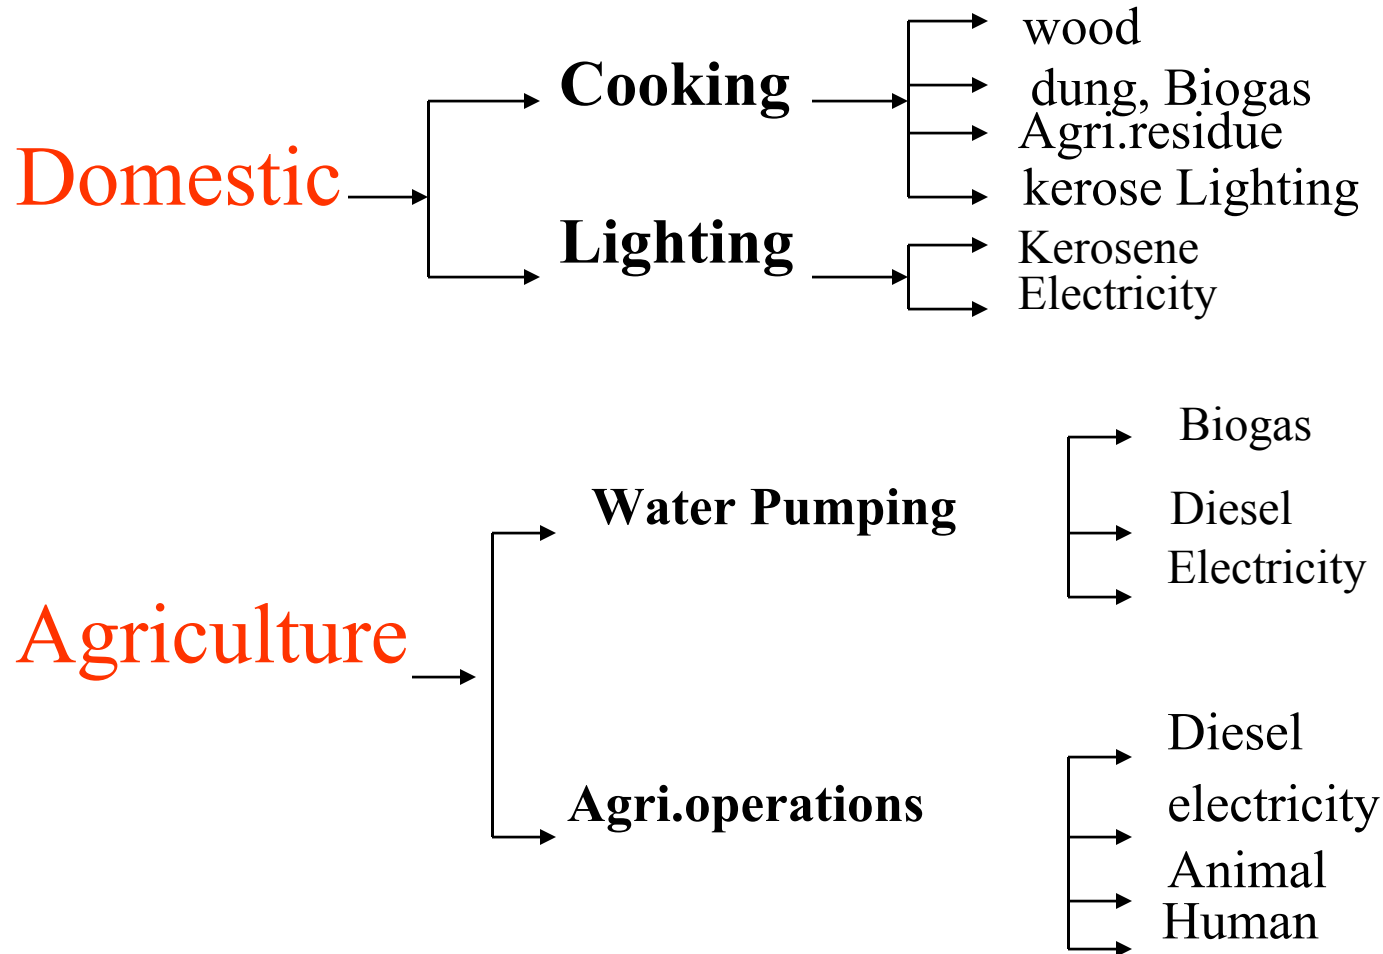 Domestic
Cooking
wood
dung, Biogas
Agri.residue
kerose Lighting
Lighting
Kerosene
Electricity
Agriculture
Water Pumping
Biogas
Diesel
Electricity
Agri.operations
Diesel
electricity
Animal
Human